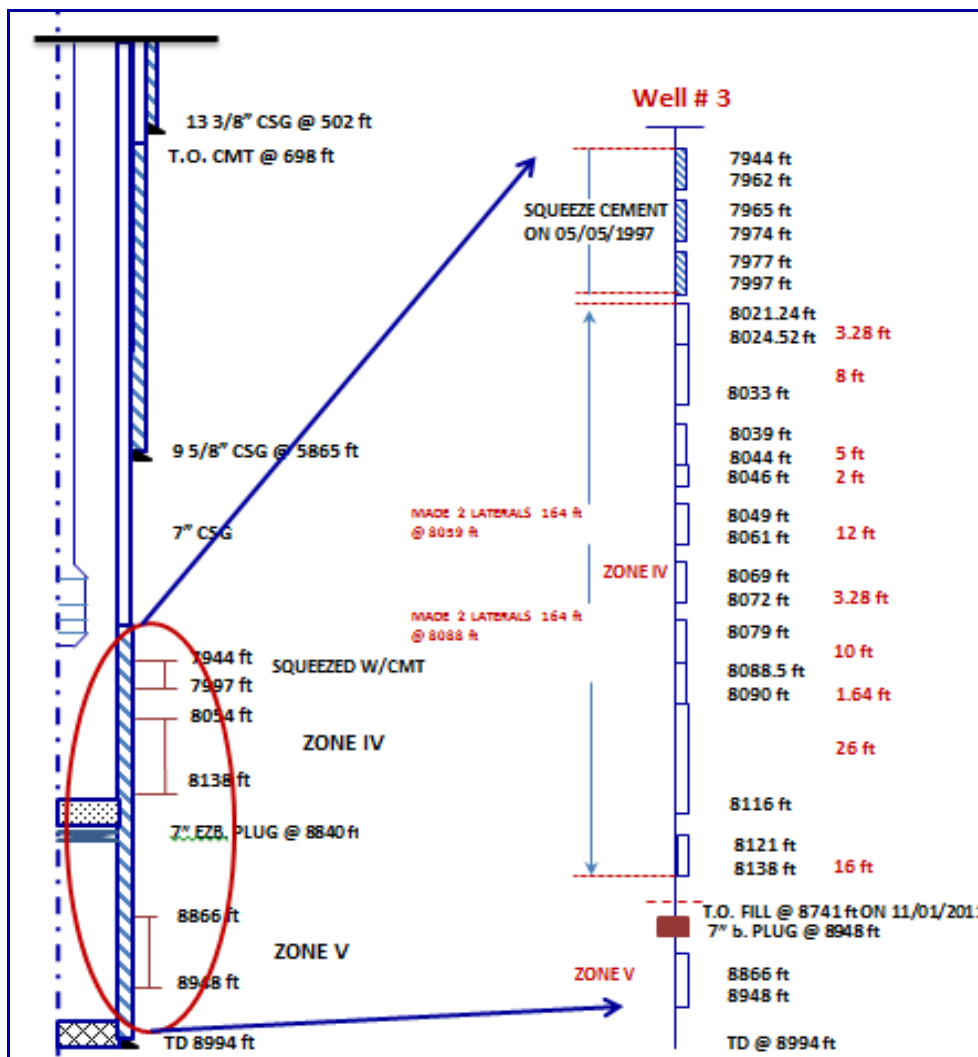 13 3/8” CSG @ 502 ft
T.O. CMT @ 698 ft
9 5/8” CSG @ 5865 ft
7” CSG
7944 ft
SQUEEZED W/CMT
7997 ft
8054 ft
ZONE IV
8138 ft
7” EZB. PLUG @ 8840 ft
8866 ft
ZONE V
8948 ft
TD 8994 ft
Well # 3
SQUEEZE CEMENT
ON 05/05/1997
7944 ft
7962 ft
7965 ft
7974 ft
7977 ft
7997 ft
8021.24 ft
8024.52 ft 3.28 ft
8 ft
8033 ft
8039 ft
8044 ft 5 ft
8046 ft 2 ft
MADE 2 LATERALS 164 ft
@ 8059 ft
8049 ft
8061 ft 12 ft
ZONE IV
8069 ft
8072 ft 3.28 ft
MADE 2 LATERALS 164 ft
@ 8088 ft
8079 ft
10 ft
8088.5 ft
8090 ft 1.64 ft
26 ft
8116 ft
8121 ft
8138 ft 16 ft
T.O. FILL @ 8741 ft ON 11/01/2011
7” b. PLUG @ 8948 ft
ZONE V
8866 ft
8948 ft
TD @ 8994 ft